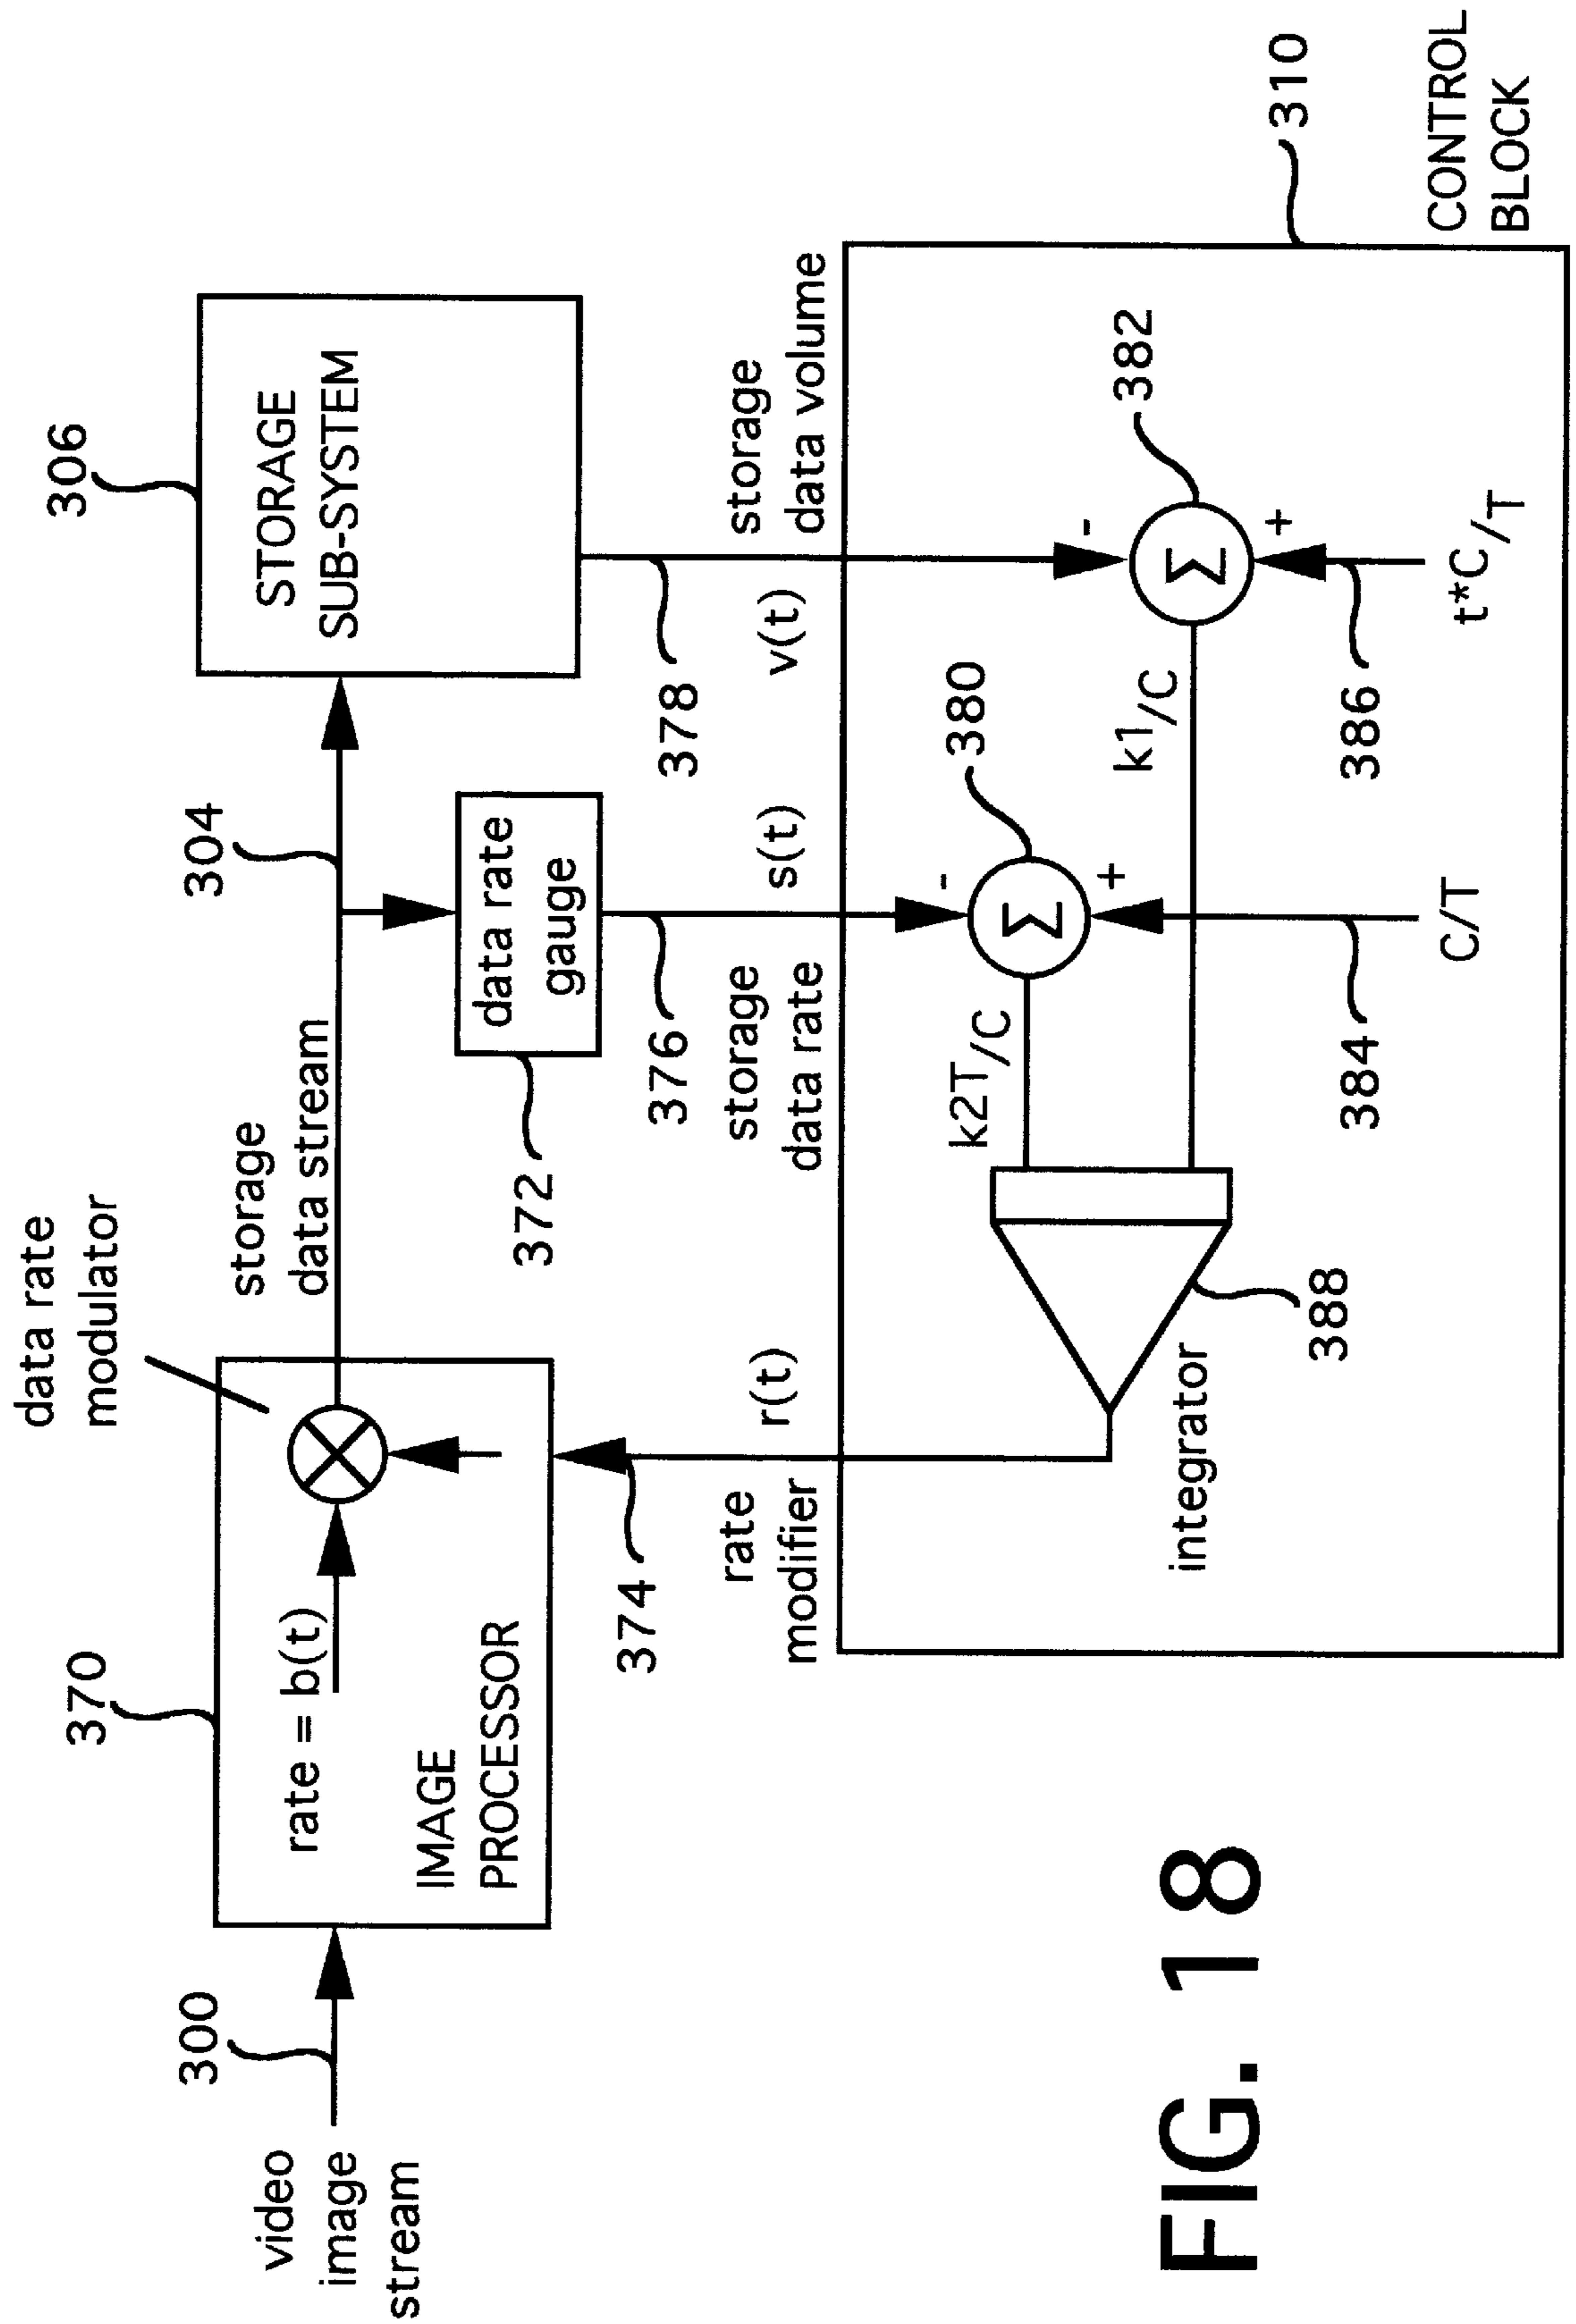 data rate
modulator
370
306
300
304
video
image
stream
rate = b(t)
IMAGE
PROCESSOR
storage
data stream
STORAGE
SUB-SYSTEM
data rate
gauge
372
374
376
378
rate
modifier
r(t)
storage
data rate
s(t)
v(t)
storage
data volume
380
382
k2T/C
k1/C
-
+
Σ
-
+
Σ
integrator
388
384
386
C/T
t*C/T
310
CONTROL
BLOCK
FIG. 18